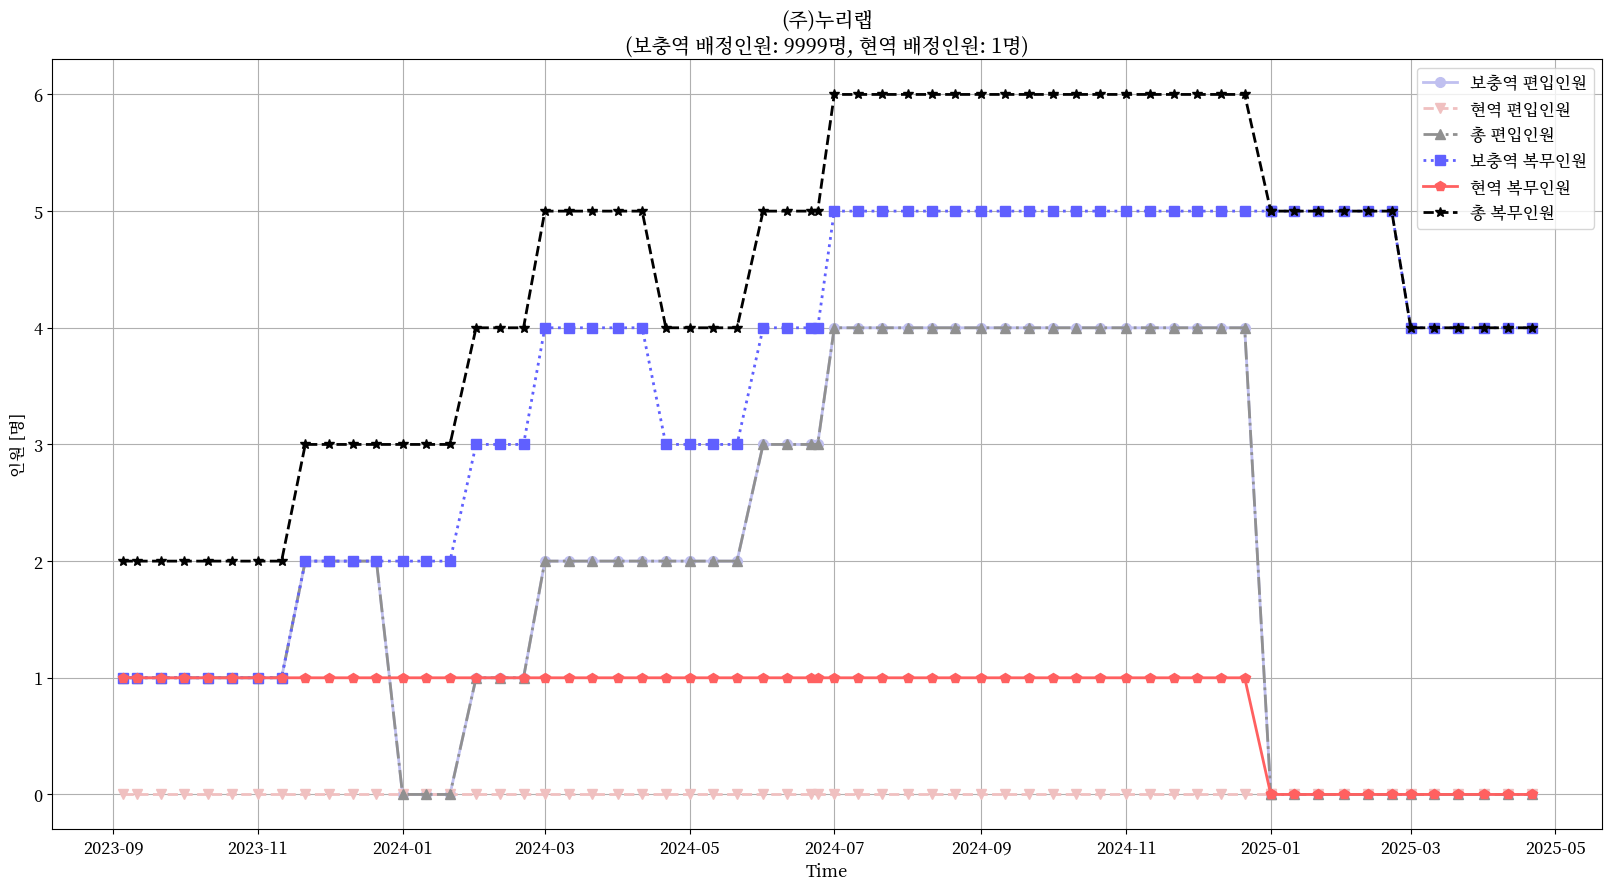 (주)누리랩
(보충역 배정인원: 9999명, 현역 배정인원: 1명)
보충역 편입인원
현역 편입인원
총 편입인원
보충역 복무인원
현역 복무인원
총 복무인원
인원 [명]
6
5
4
3
2
1
0
2023-09
2023-11
2024-01
2024-03
2024-05
2024-07
2024-09
2024-11
2025-01
2025-03
2025-05
Time